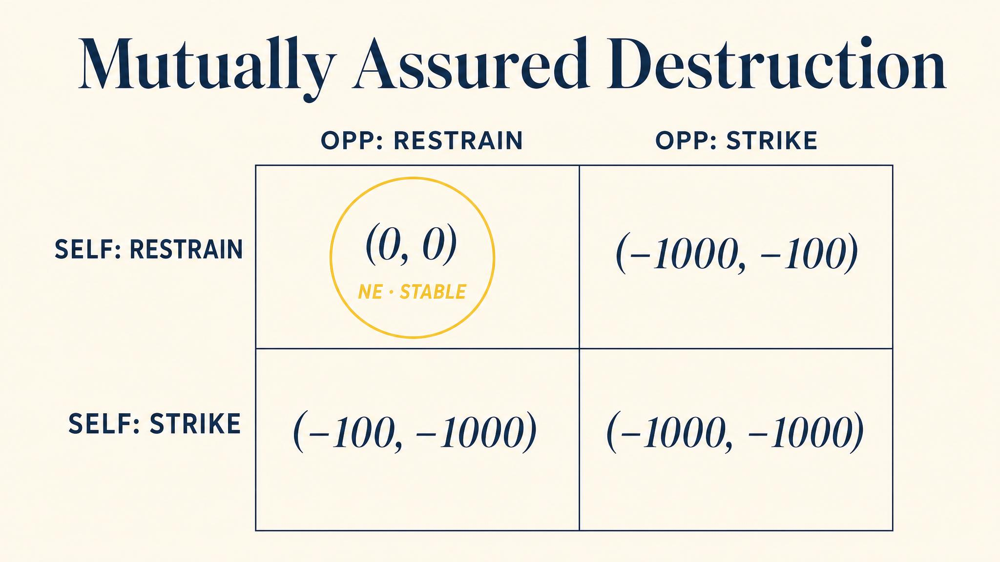 Mutually Assured Destruction
OPP: RESTRAIN OPP: STRIKE
SELF: RESTRAIN (0, 0) (−1000, −100)
NE · STABLE
SELF: STRIKE (−100, −1000) (−1000, −1000)